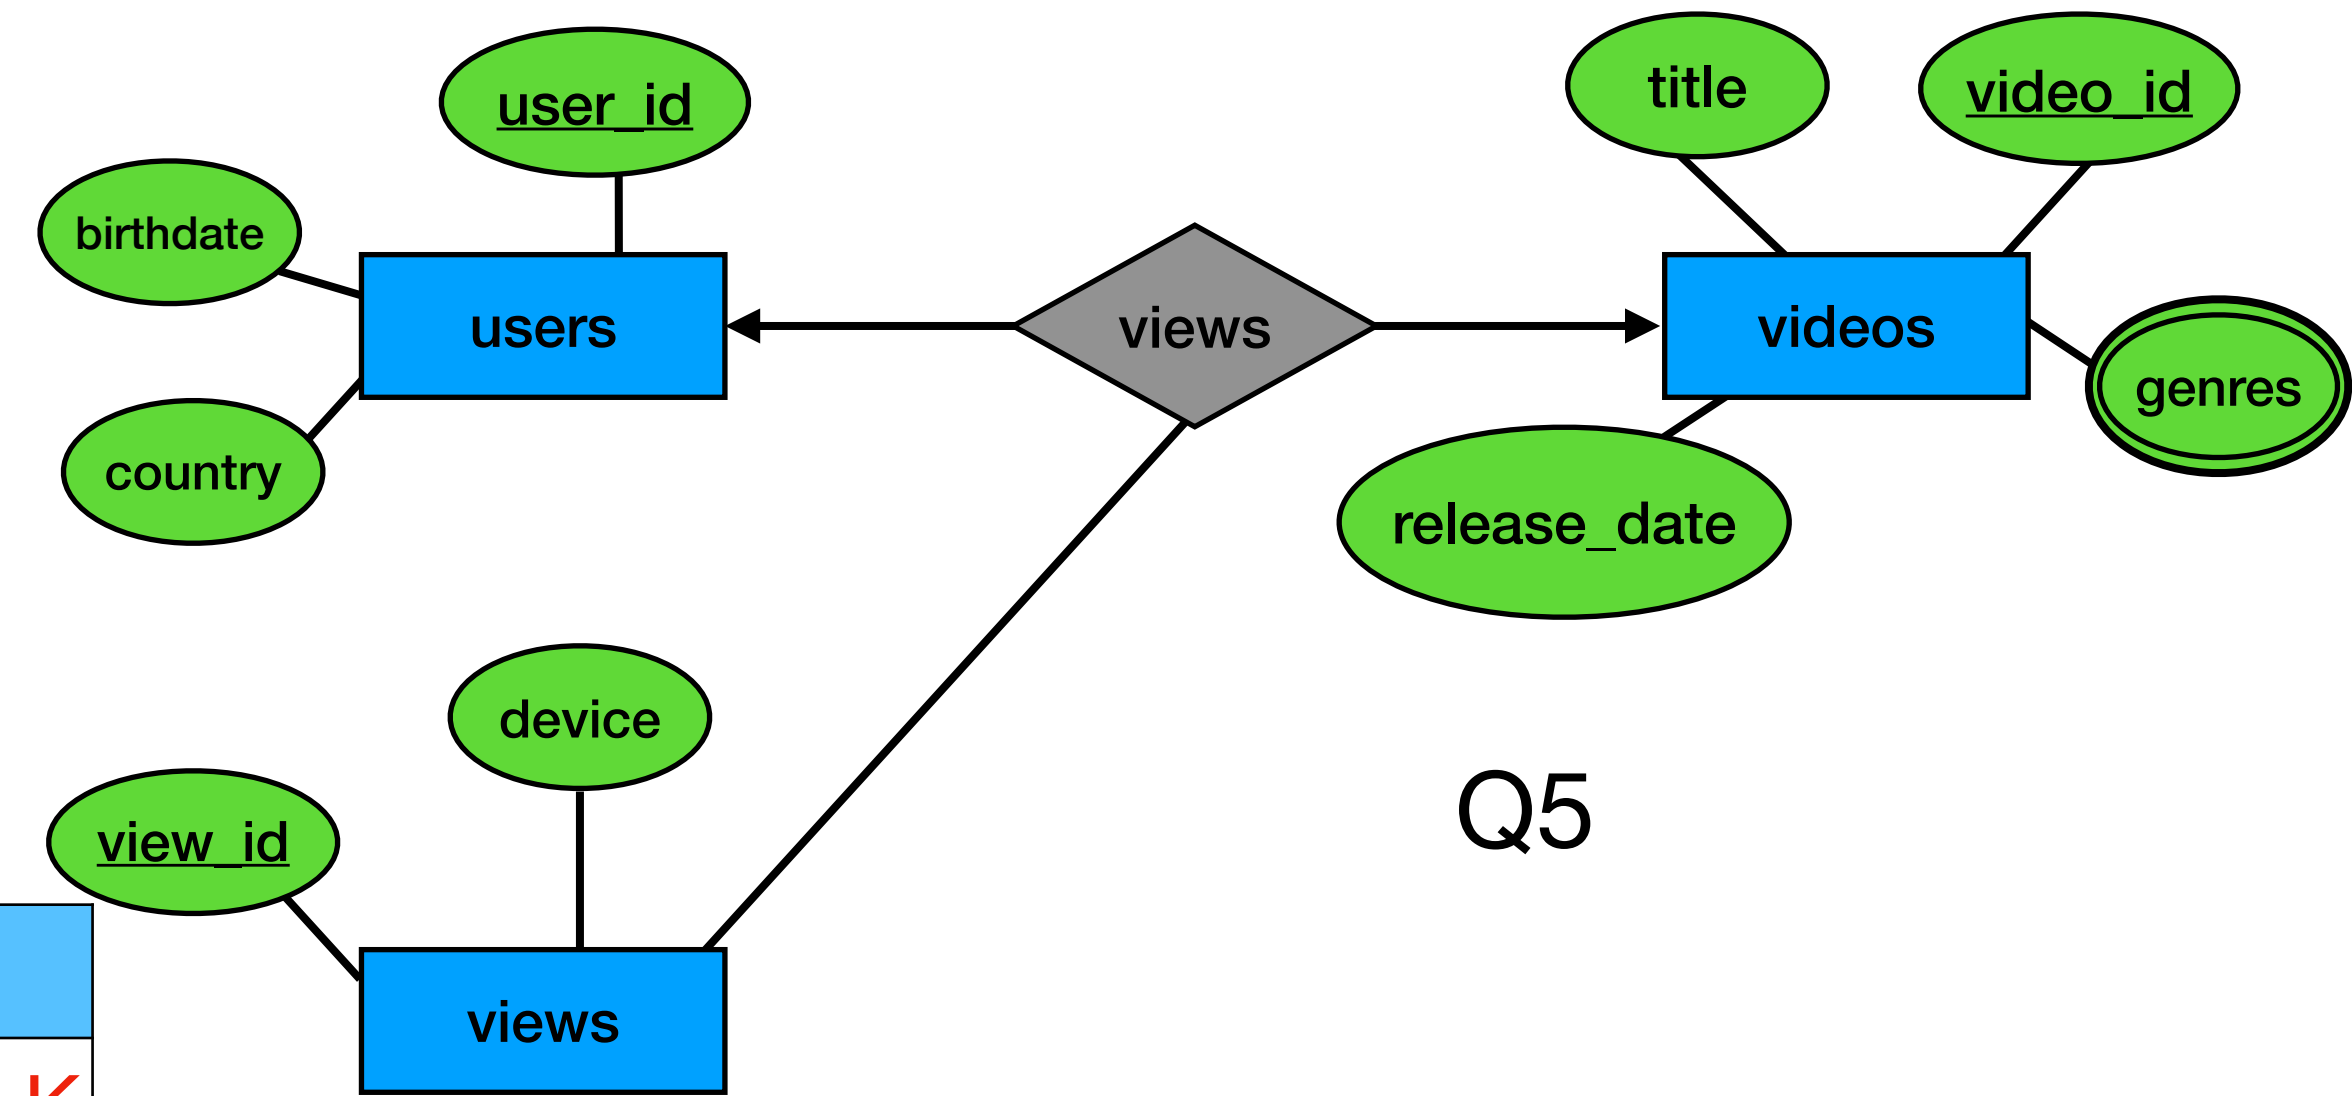 title
video_id
user_id
birthdate
users
views
videos
genres
country
release_date
device
Q5
view_id
views
K